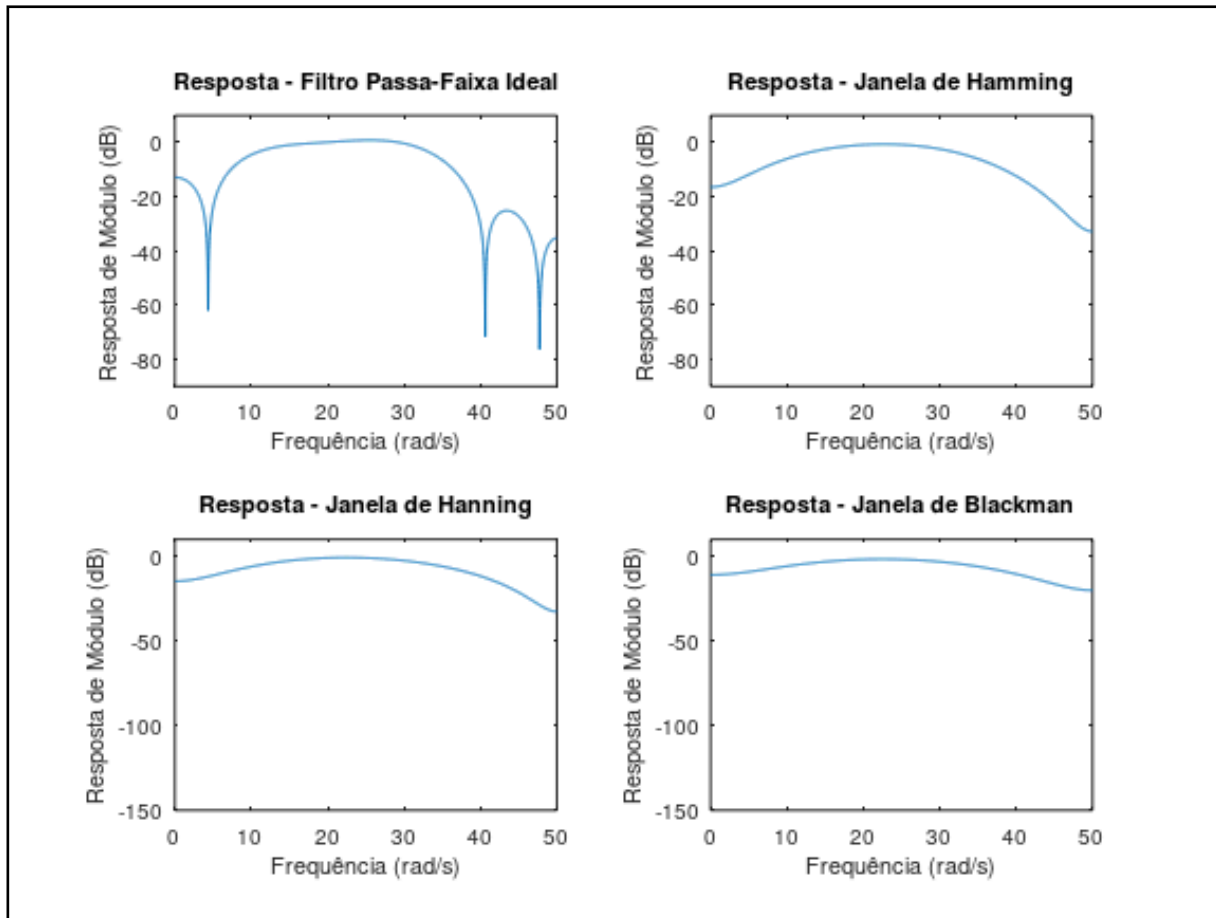 Resposta - Filtro Passa-Faixa Ideal
Resposta de Módulo (dB)
0
-20
-40
-60
-80
0 10 20 30 40 50
Frequência (rad/s)
Resposta - Janela de Hamming
Resposta de Módulo (dB)
0
-20
-40
-60
-80
0 10 20 30 40 50
Frequência (rad/s)
Resposta - Janela de Hanning
Resposta de Módulo (dB)
0
-50
-100
-150
0 10 20 30 40 50
Frequência (rad/s)
Resposta - Janela de Blackman
Resposta de Módulo (dB)
0
-50
-100
-150
0 10 20 30 40 50
Frequência (rad/s)